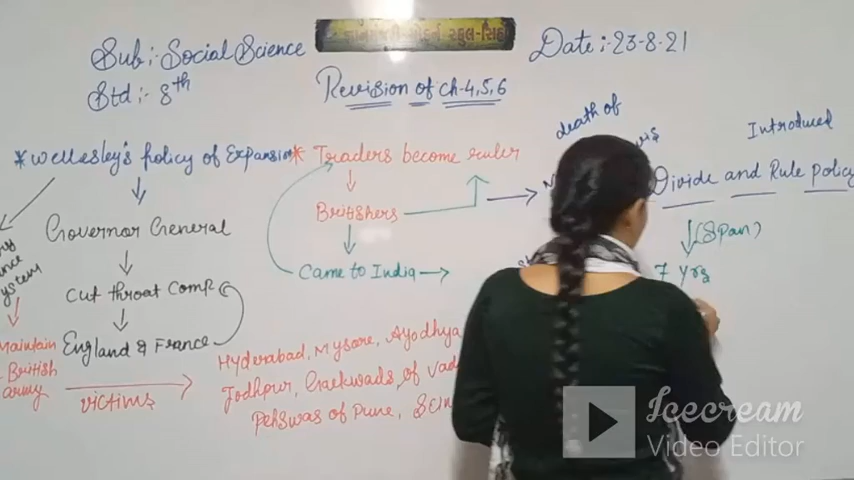 Sub:- Social Science
Std:- 8th
Revision of ch-4,5,6
Date:-23-8-21
* Wellesley's policy of Expansion
Governor General
Cut throat comp
England & France
Maintain
British
army
victims
Hyderabad, Mysore, Ayodhya
Jodhpur, Gaekwads of Vad
Pehswas of Pune,
* Traders become ruler
Britishers
Came to India
death of
Introduced
Divide and Rule policy
(Span)
7 yrs
Icecream
Video Editor